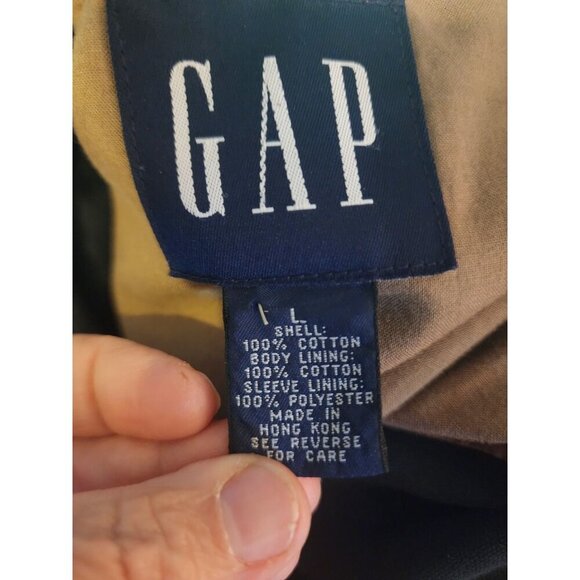 GAP
L
SHELL:
100% COTTON
BODY LINING:
100% COTTON
SLEEVE LINING:
100% POLYESTER
MADE IN
HONG KONG
SEE REVERSE
FOR CARE